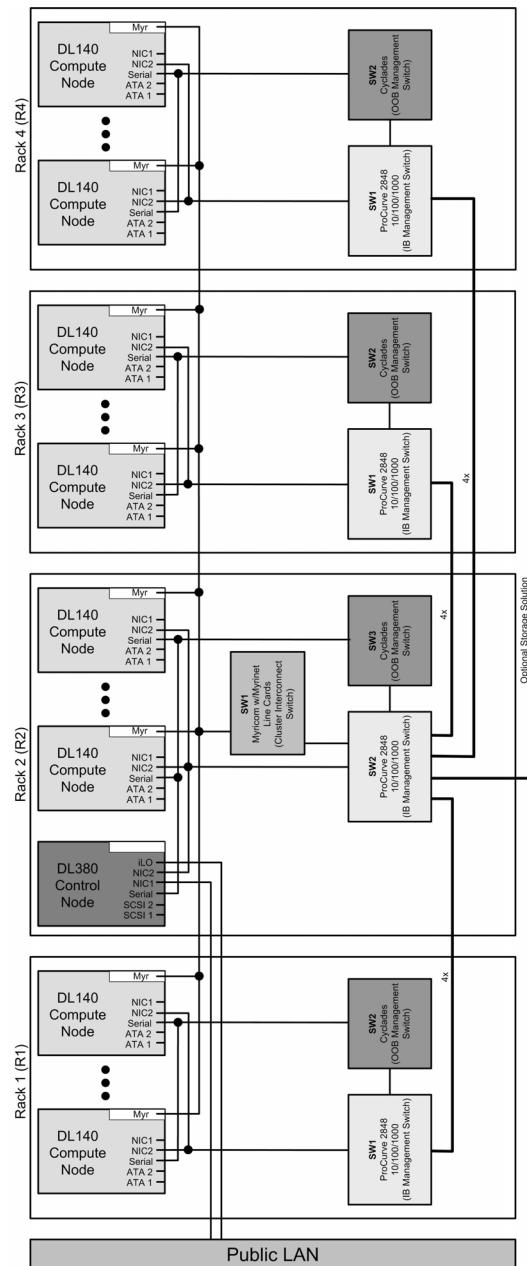 Rack 4 (R4)
DL140
Compute
Node
Myr
NIC1
NIC2
Serial
ATA 2
ATA 1
DL140
Compute
Node
Myr
NIC1
NIC2
Serial
ATA 2
ATA 1
SW2
Cyclades
(OOB Management
Switch)
SW1
ProCurve 2848
10/100/1000
(IB Management Switch)
Rack 3 (R3)
DL140
Compute
Node
Myr
NIC1
NIC2
Serial
ATA 2
ATA 1
DL140
Compute
Node
Myr
NIC1
NIC2
Serial
ATA 2
ATA 1
SW2
Cyclades
(OOB Management
Switch)
SW1
ProCurve 2848
10/100/1000
(IB Management Switch)
4x
Rack 2 (R2)
DL140
Compute
Node
Myr
NIC1
NIC2
Serial
ATA 2
ATA 1
DL140
Compute
Node
Myr
NIC1
NIC2
Serial
ATA 2
ATA 1
DL380
Control
Node
iLO
NIC2
NIC1
Serial
SCSI 2
SCSI 1
SW1
Myricom w/Myrinet
Line Cards
(Cluster Interconnect
Switch)
SW3
Cyclades
(OOB Management
Switch)
SW2
ProCurve 2848
10/100/1000
(IB Management Switch)
4x
Optional Storage Solution
Rack 1 (R1)
DL140
Compute
Node
Myr
NIC1
NIC2
Serial
ATA 2
ATA 1
DL140
Compute
Node
Myr
NIC1
NIC2
Serial
ATA 2
ATA 1
SW2
Cyclades
(OOB Management
Switch)
SW1
ProCurve 2848
10/100/1000
(IB Management Switch)
4x
Public LAN